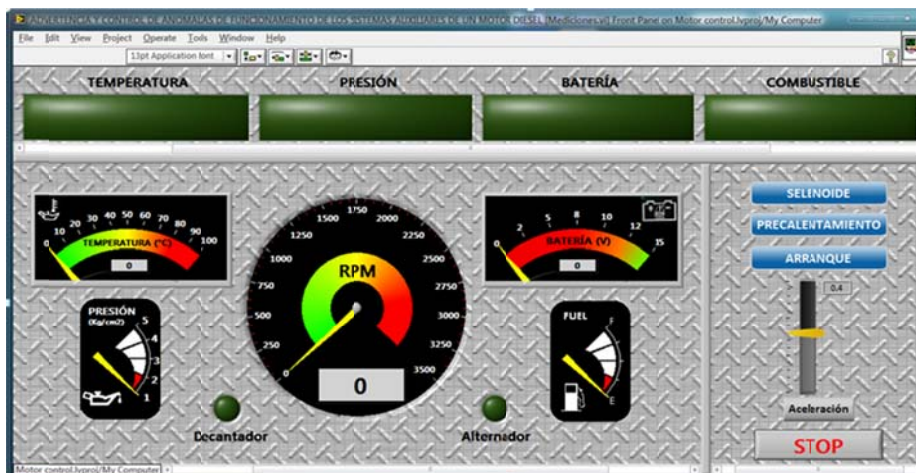 ADVERTENCIA Y CONTROL DE ANOMALIAS DE FUNCIONAMIENTO DE LOS SISTEMAS AUXILIARES DE UN MOTOR DIESEL [Mediciones.vi] Front Pane on Motor control.lvproj/My Computer
File Edit View Project Operate Tools Window Help
13pt Application font
TEMPERATURA PRESIÓN BATERÍA COMBUSTIBLE
0 10 20 30 40 50 60 70 80 90 100
TEMPERATURA (°C)
0
0 250 500 750 1000 1250 1500 1750 2000 2250 2500 2750 3000 3250 3500
RPM
0
0 2 5 8 10 12 15
BATERÍA (V)
0
SELINOIDE
PRECALENTAMIENTO
ARRANQUE
0.4
Aceleración
STOP
PRESIÓN
(Kg/cm2)
5
4
3
2
1
FUEL
F
E
Decantador
Alternador
Motor control.lvproj/My Computer